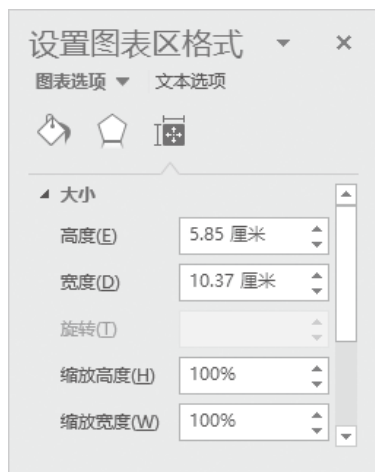 设置图表区格式
图表选项 文本选项
大小
高度(E) 5.85 厘米
宽度(D) 10.37 厘米
旋转(T)
缩放高度(H) 100%
缩放宽度(W) 100%